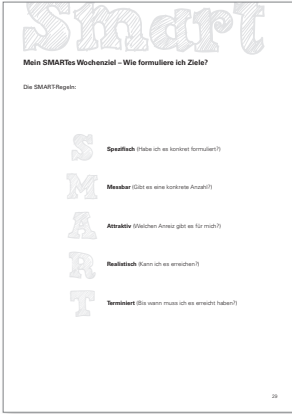 Smart
Mein SMARTes Wochenziel – Wie formuliere ich Ziele?
Die SMART-Regeln:
S Spezifisch (Habe ich es konkret formuliert?)
M Messbar (Gibt es eine konkrete Anzahl?)
A Attraktiv (Welchen Anreiz gibt es für mich?)
R Realistisch (Kann ich es erreichen?)
T Terminiert (Bis wann muss ich es erreicht haben?)
29